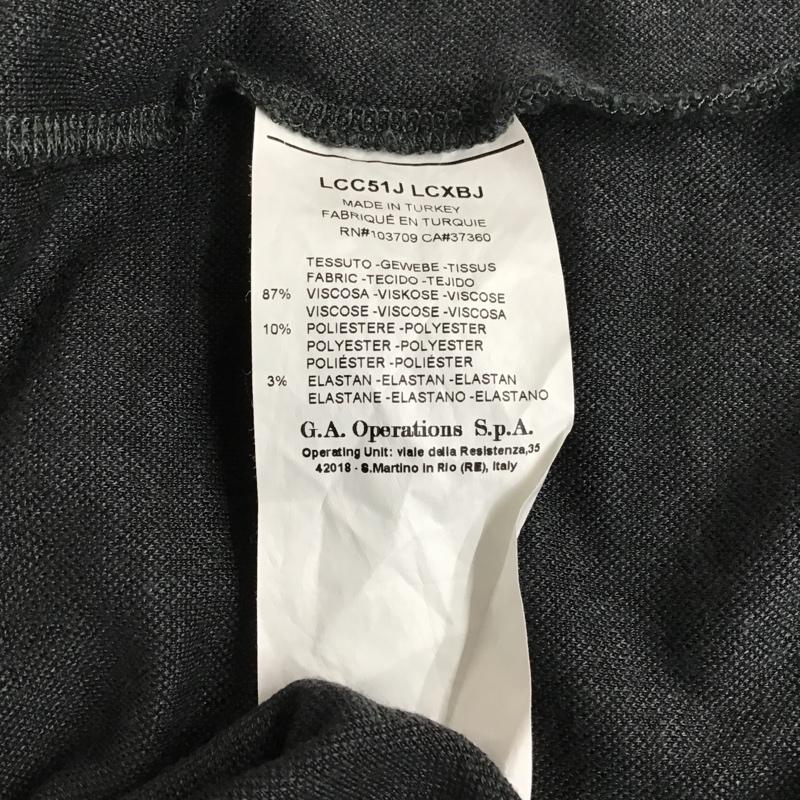 LCC51J LCXBJ
MADE IN TURKEY
FABRIQUÉ EN TURQUIE
RN#103709 CA#37360
TESSUTO -GEWEBE -TISSUS
FABRIC -TECIDO -TEJIDO
87% VISCOSA -VISKOSE -VISCOSE
VISCOSE -VISCOSE -VISCOSA
10% POLIESTERE -POLYESTER
POLYESTER -POLYESTER
POLIÉSTER -POLIÉSTER
3% ELASTAN -ELASTAN -ELASTAN
ELASTANE -ELASTANO -ELASTANO
G.A. Operations S.p.A.
Operating Unit: viale della Resistenza,35
42018 - S.Martino in Rio (RE), Italy